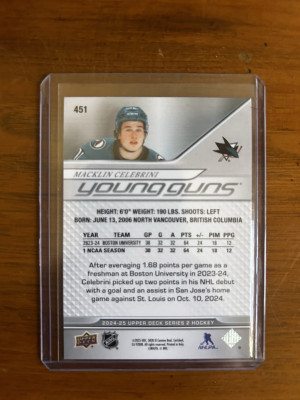 451
MACKLIN CELEBRINI
young guns
HEIGHT: 6'0" WEIGHT: 190 LBS. SHOOTS: LEFT
BORN: JUNE 13, 2006 NORTH VANCOUVER, BRITISH COLUMBIA
YEAR TEAM GP G A PTS +/- PIM PPG
2023-24 BOSTON UNIVERSITY 38 32 32 64 24 18 12
1 NCAA SEASON 38 32 32 64 24 18 12
After averaging 1.68 points per game as a
freshman at Boston University in 2023-24,
Celebrini picked up two points in his NHL debut
with a goal and an assist in San Jose's home
game against St. Louis on Oct. 10, 2024.
2024-25 UPPER DECK SERIES 2 HOCKEY
NHLPA